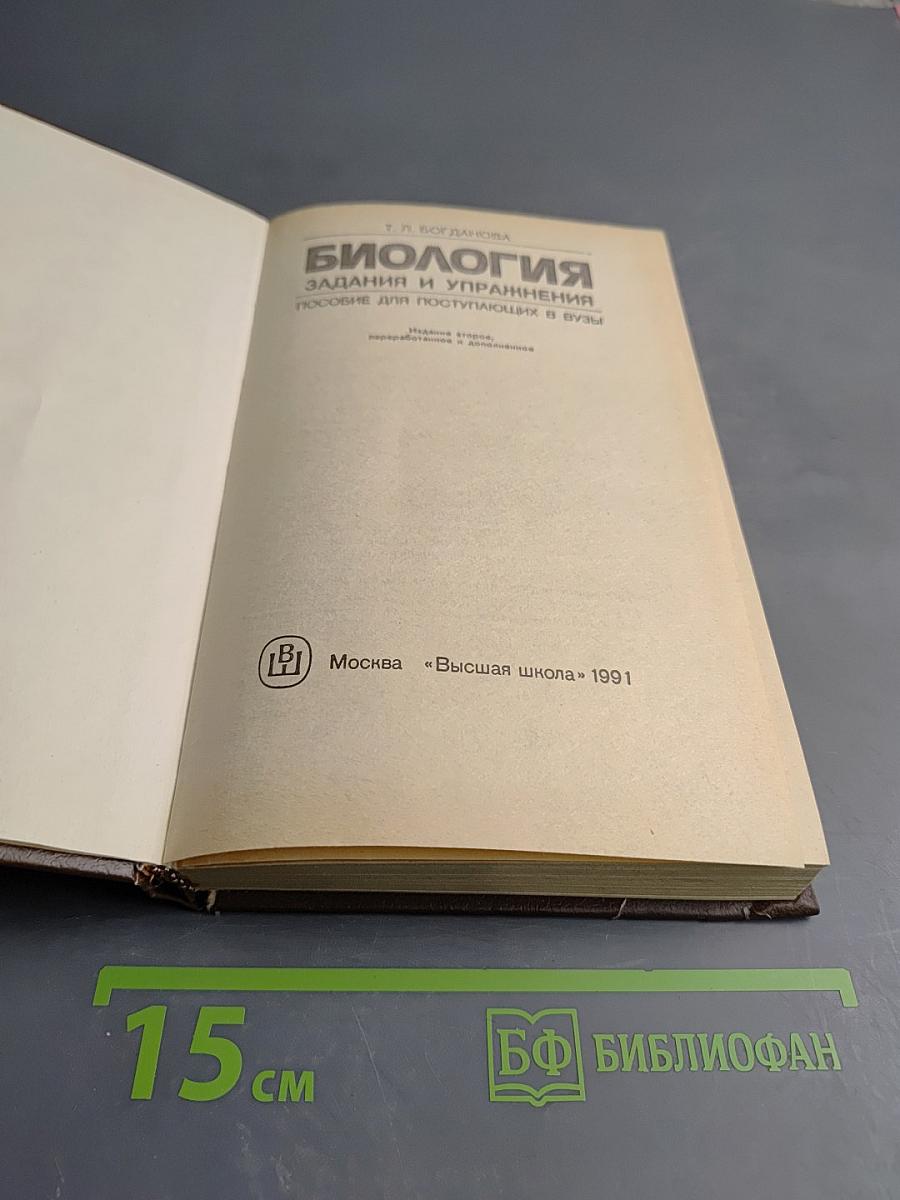 Т. Л. БОГДАНОВА
БИОЛОГИЯ
ЗАДАНИЯ И УПРАЖНЕНИЯ
ПОСОБИЕ ДЛЯ ПОСТУПАЮЩИХ В ВУЗЫ
Издание второе,
переработанное и дополненное
ВШ
Москва «Высшая школа» 1991
15 см
БФ БИБЛИОФАН